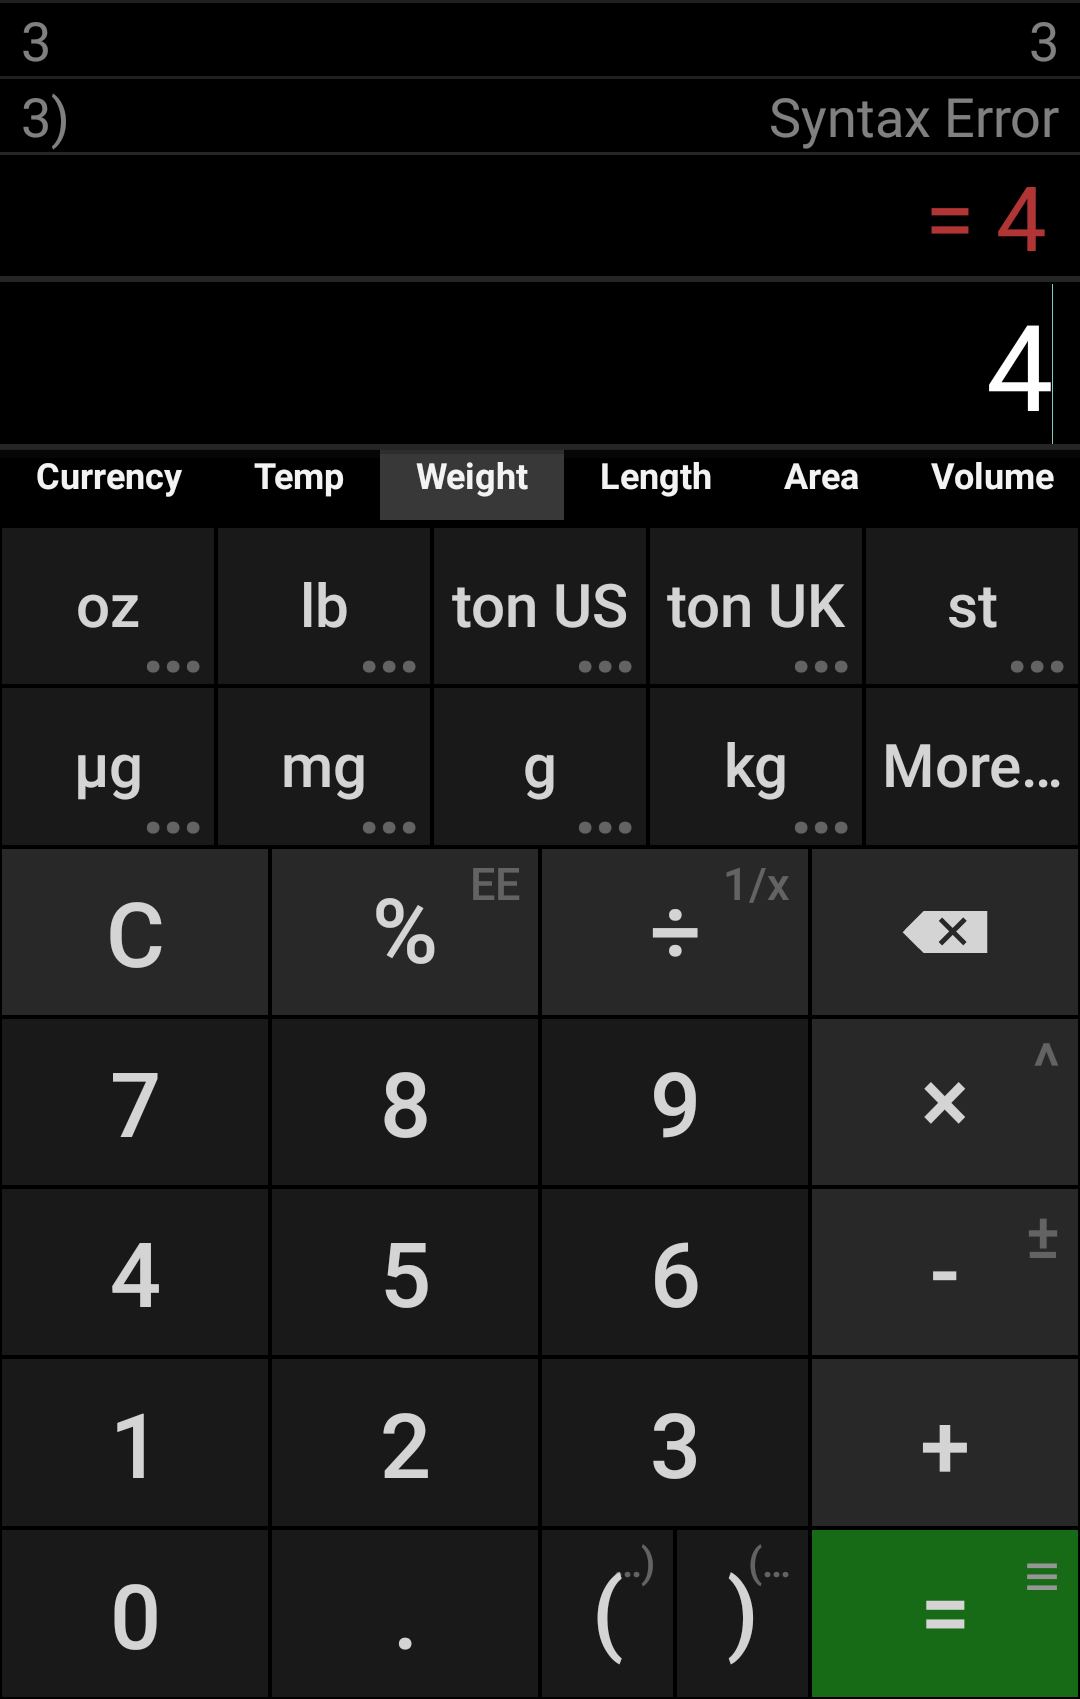 3 3
3) Syntax Error
= 4
4
Currency Temp Weight Length Area Volume
oz lb ton US ton UK st
µg mg g kg More...
C % EE ÷ 1/x
7 8 9 × ^
4 5 6 - ±
1 2 3 +
0 . ( ..) ) (... =